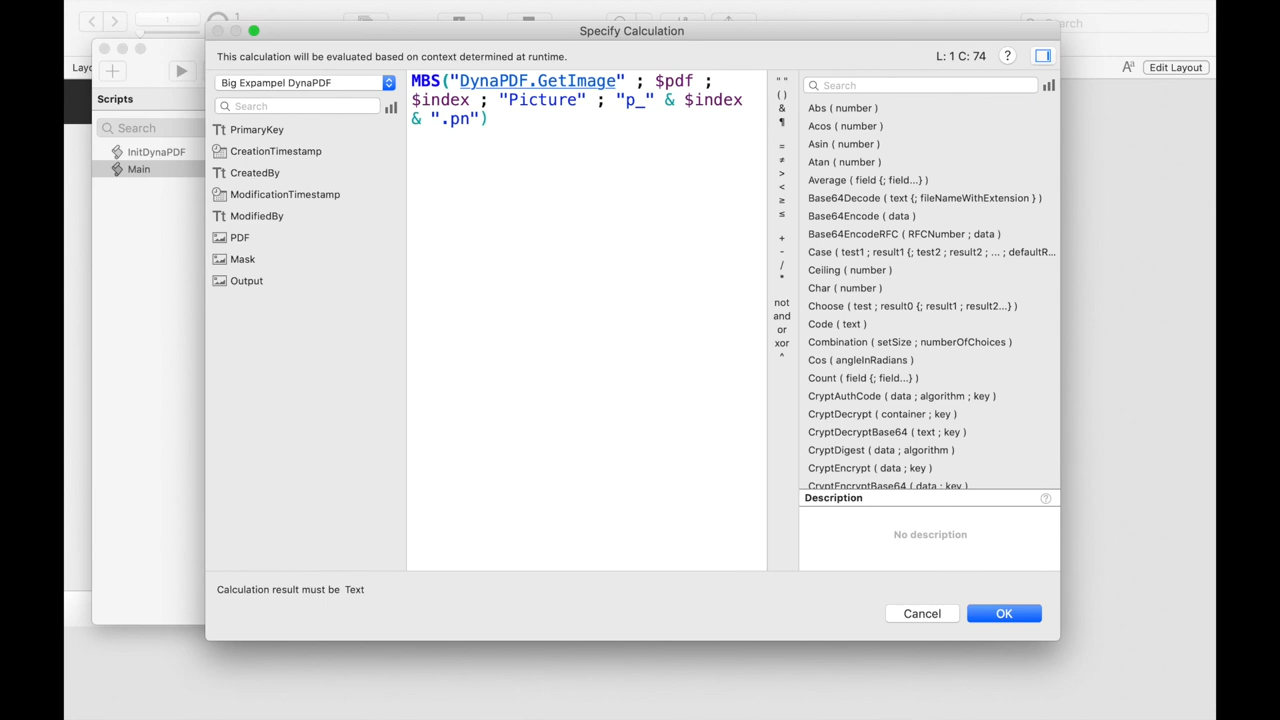 1
1
Search
Specify Calculation
Layo
This calculation will be evaluated based on context determined at runtime.
L: 1 C: 74
?
Edit Layout
Scripts
Search
InitDynaPDF
Main
Big Expampel DynaPDF
Search
PrimaryKey
CreationTimestamp
CreatedBy
ModificationTimestamp
ModifiedBy
PDF
Mask
Output
MBS("DynaPDF.GetImage" ; $pdf ;
$index ; "Picture" ; "p_" & $index
& ".pn")
" "
( )
&
¶
=
≠
>
<
≥
≤
+
-
/
*
not
and
or
xor
^
Search
Abs ( number )
Acos ( number )
Asin ( number )
Atan ( number )
Average ( field {; field...} )
Base64Decode ( text {; fileNameWithExtension } )
Base64Encode ( data )
Base64EncodeRFC ( RFCNumber ; data )
Case ( test1 ; result1 {; test2 ; result2 ; ... ; defaultR...
Ceiling ( number )
Char ( number )
Choose ( test ; result0 {; result1 ; result2...} )
Code ( text )
Combination ( setSize ; numberOfChoices )
Cos ( angleInRadians )
Count ( field {; field...} )
CryptAuthCode ( data ; algorithm ; key )
CryptDecrypt ( container ; key )
CryptDecryptBase64 ( text ; key )
CryptDigest ( data ; algorithm )
CryptEncrypt ( data ; key )
CryptEncryptBase64 ( data ; key )
Description
?
No description
Calculation result must be Text
Cancel
OK